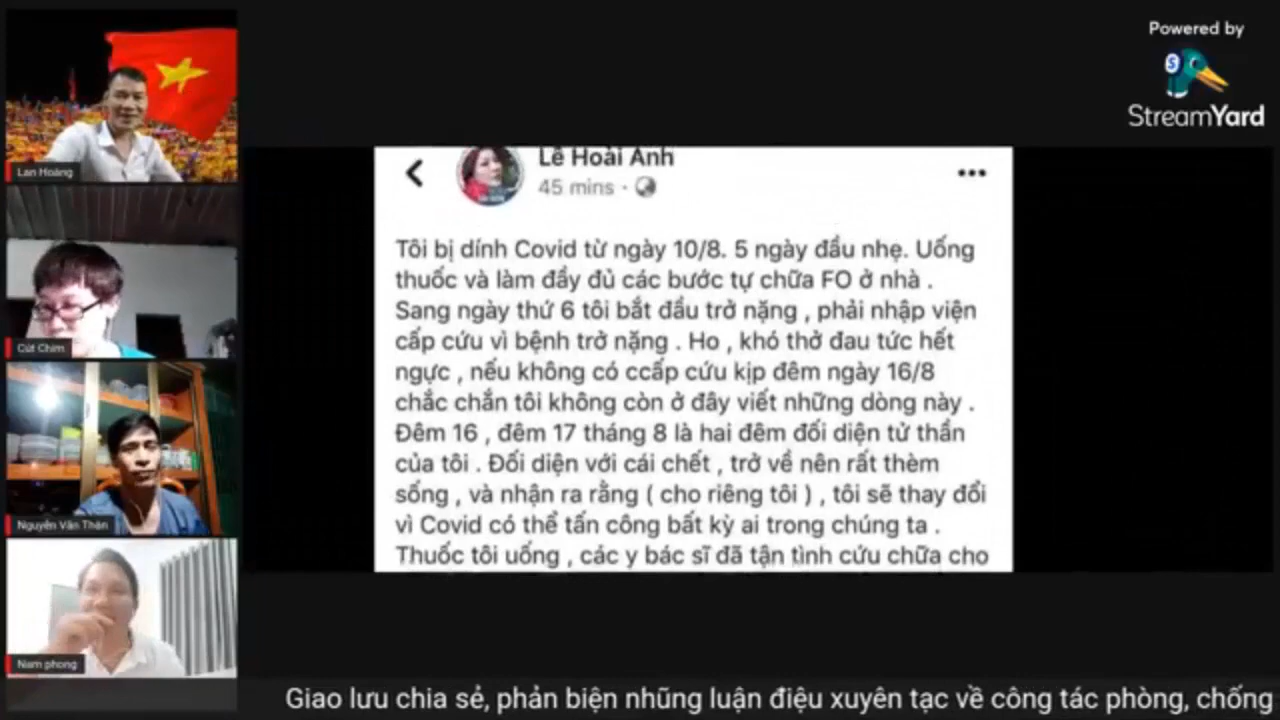 Powered by
StreamYard
Lan Hoàng
Cút Chim
Nguyễn Văn Thận
Nam phong
Lê Hoài Anh
45 mins ·
Tôi bị dính Covid từ ngày 10/8. 5 ngày đầu nhẹ. Uống
thuốc và làm đầy đủ các bước tự chữa FO ở nhà .
Sang ngày thứ 6 tôi bắt đầu trở nặng , phải nhập viện
cấp cứu vì bệnh trở nặng . Ho , khó thở đau tức hết
ngực , nếu không có ccấp cứu kịp đêm ngày 16/8
chắc chắn tôi không còn ở đây viết những dòng này .
Đêm 16 , đêm 17 tháng 8 là hai đêm đối diện tử thần
của tôi . Đối diện với cái chết , trở về nên rất thèm
sống , và nhận ra rằng ( cho riêng tôi ) , tôi sẽ thay đổi
vì Covid có thể tấn công bất kỳ ai trong chúng ta .
Thuốc tôi uống , các y bác sĩ đã tận tình cứu chữa cho
Giao lưu chia sẻ, phản biện những luận điệu xuyên tạc về công tác phòng, chống